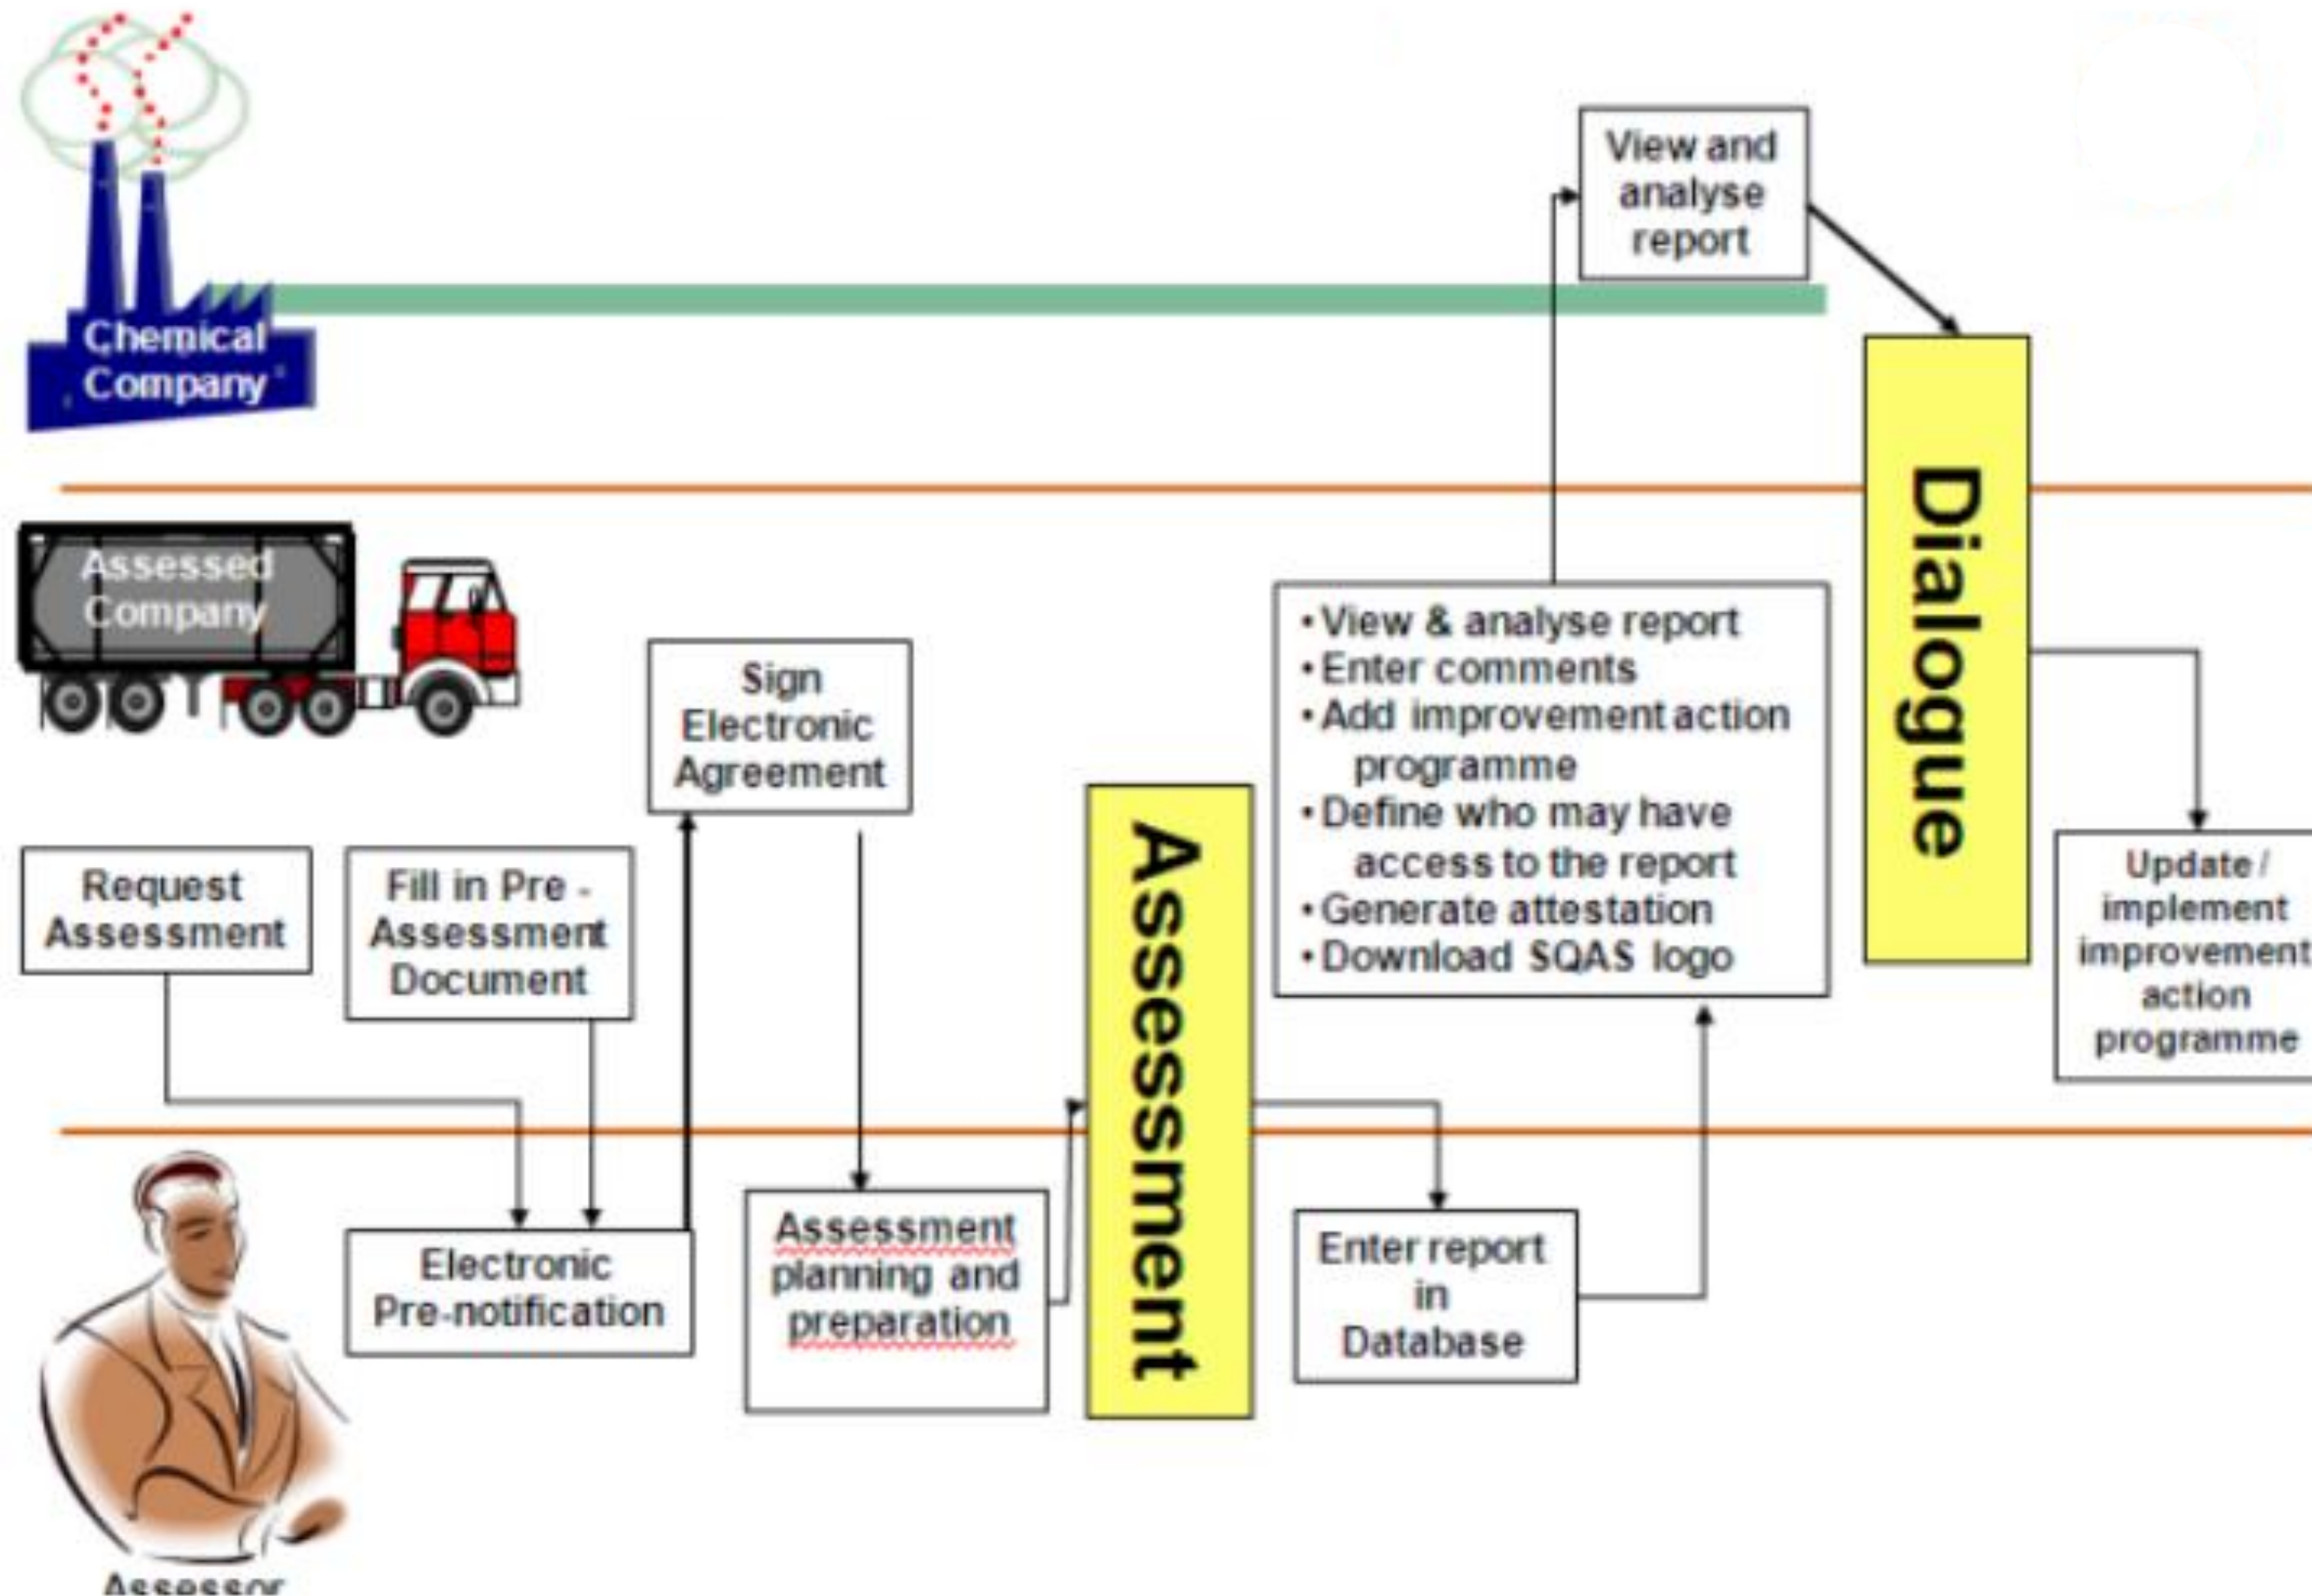 View and
analyse
report
Chemical
Company
Dialogue
Assessed
Company
Sign
Electronic
Agreement
•View & analyse report
•Enter comments
•Add improvement action
programme
•Define who may have
access to the report
•Generate attestation
•Download SQAS logo
Request
Assessment
Fill in Pre -
Assessment
Document
Assessment
Update /
implement
improvement
action
programme
Electronic
Pre-notification
Assessment
planning and
preparation
Enter report
in
Database
Assessor